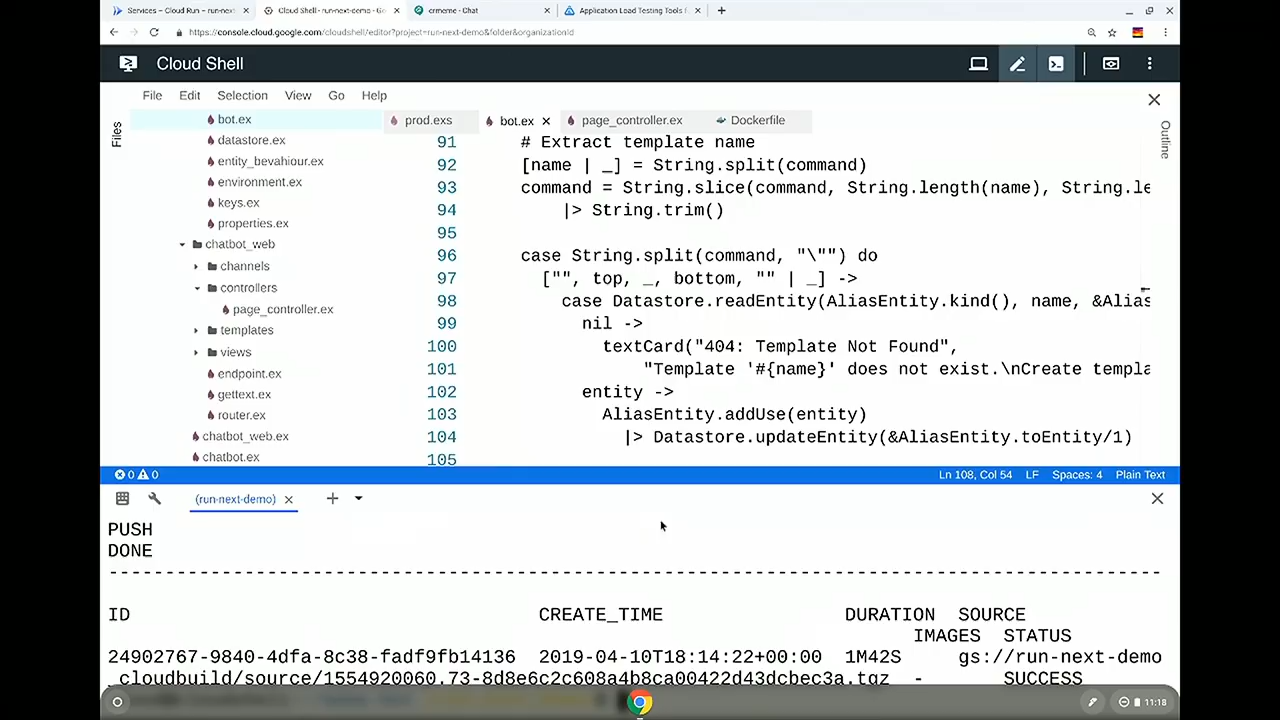 Services – Cloud Run – run-next
Cloud Shell - run-next-demo - Go
crmeme - Chat
Application Load Testing Tools f
https://console.cloud.google.com/cloudshell/editor?project=run-next-demo&folder&organizationId
Cloud Shell
File Edit Selection View Go Help
Files
bot.ex
datastore.ex
entity_bevahiour.ex
environment.ex
keys.ex
properties.ex
chatbot_web
channels
controllers
page_controller.ex
templates
views
endpoint.ex
gettext.ex
router.ex
chatbot_web.ex
chatbot.ex
prod.exs bot.ex page_controller.ex Dockerfile
Outline
91 # Extract template name
92 [name | _] = String.split(command)
93 command = String.slice(command, String.length(name), String.le
94 |> String.trim()
95
96 case String.split(command, "\"") do
97 ["", top, _, bottom, "" | _] ->
98 case Datastore.readEntity(AliasEntity.kind(), name, &Alias
99 nil ->
100 textCard("404: Template Not Found",
101 "Template '#{name}' does not exist.\nCreate templa
102 entity ->
103 AliasEntity.addUse(entity)
104 |> Datastore.updateEntity(&AliasEntity.toEntity/1)
105
0 0 Ln 108, Col 54 LF Spaces: 4 Plain Text
(run-next-demo)
PUSH
DONE
--------------------------------------------------------------------------------------------
ID CREATE_TIME DURATION SOURCE
IMAGES STATUS
24902767-9840-4dfa-8c38-fadf9fb14136 2019-04-10T18:14:22+00:00 1M42S gs://run-next-demo
_cloudbuild/source/1554920060.73-8d8e6c2c608a4b8ca00422d43dcbec3a.tgz - SUCCESS
11:18